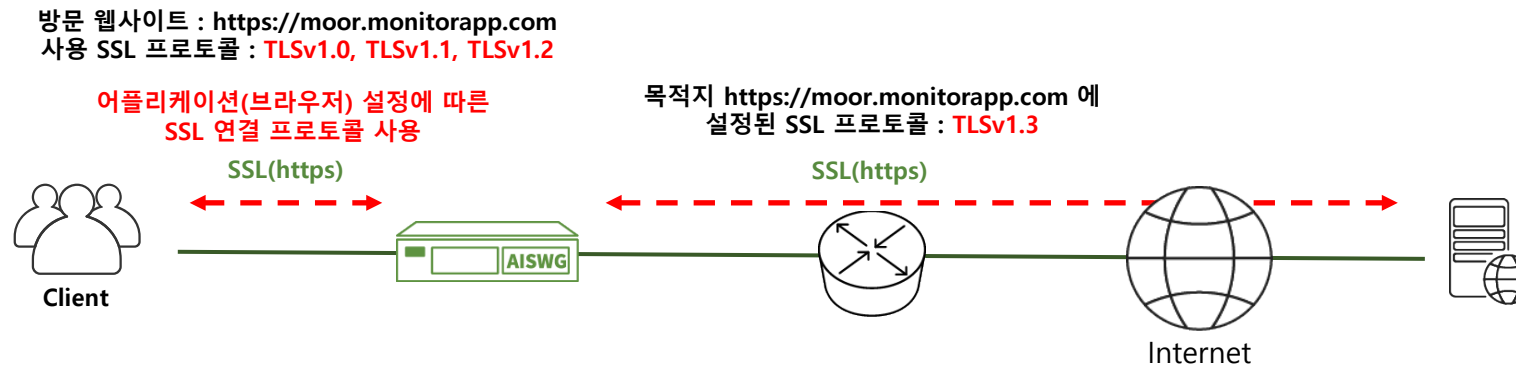 방문 웹사이트 : https://moor.monitorapp.com
사용 SSL 프로토콜 : TLSv1.0, TLSv1.1, TLSv1.2
어플리케이션(브라우저) 설정에 따른
SSL 연결 프로토콜 사용
목적지 https://moor.monitorapp.com 에
설정된 SSL 프로토콜 : TLSv1.3
SSL(https)
SSL(https)
AISWG
Client
Internet